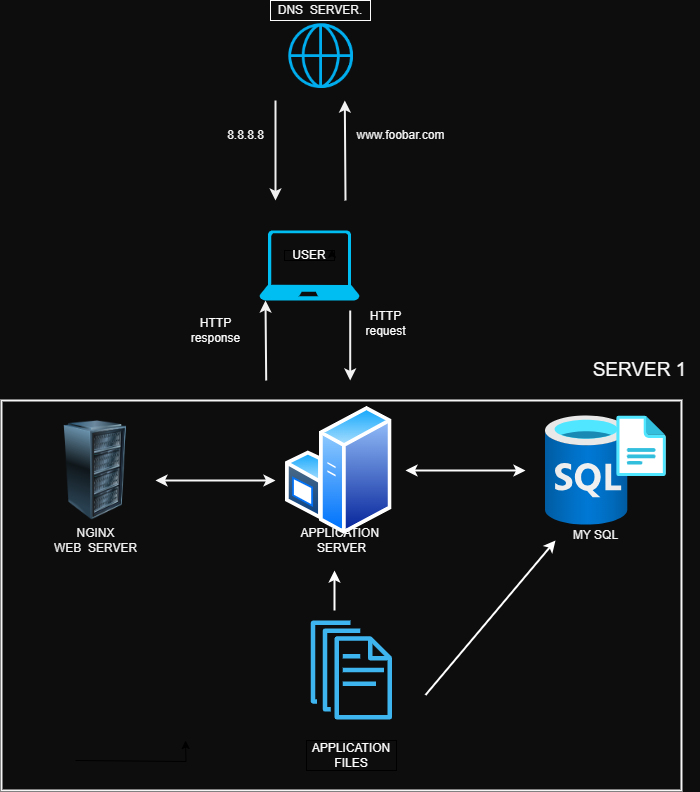 DNS SERVER.
8.8.8.8
www.foobar.com
USER
HTTP
response
HTTP
request
SERVER 1
SQL
NGINX
WEB SERVER
APPLICATION
SERVER
MY SQL
APPLICATION
FILES